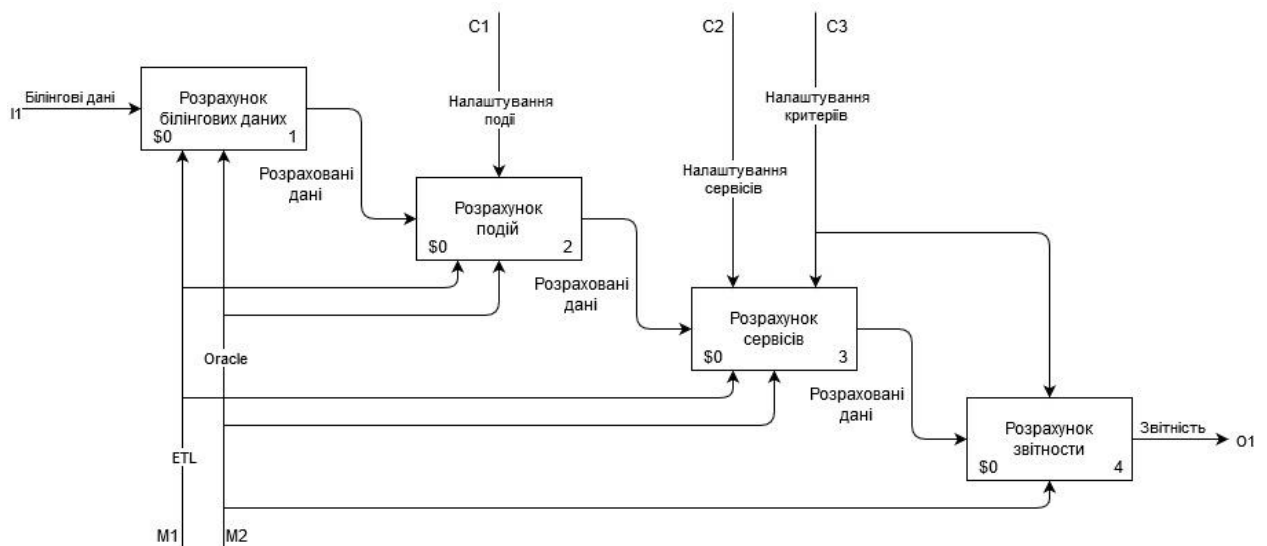 C1
C2
C3
Білінгові дані
I1
Розрахунок
білінгових даних
$0
1
Налаштування
події
Налаштування
критеріїв
Розраховані
дані
Налаштування
сервісів
Розрахунок
подій
$0
2
Розраховані
дані
Розрахунок
сервісів
$0
3
Oracle
Розраховані
дані
Розрахунок
звітности
$0
4
Звітність
O1
ETL
M1
M2